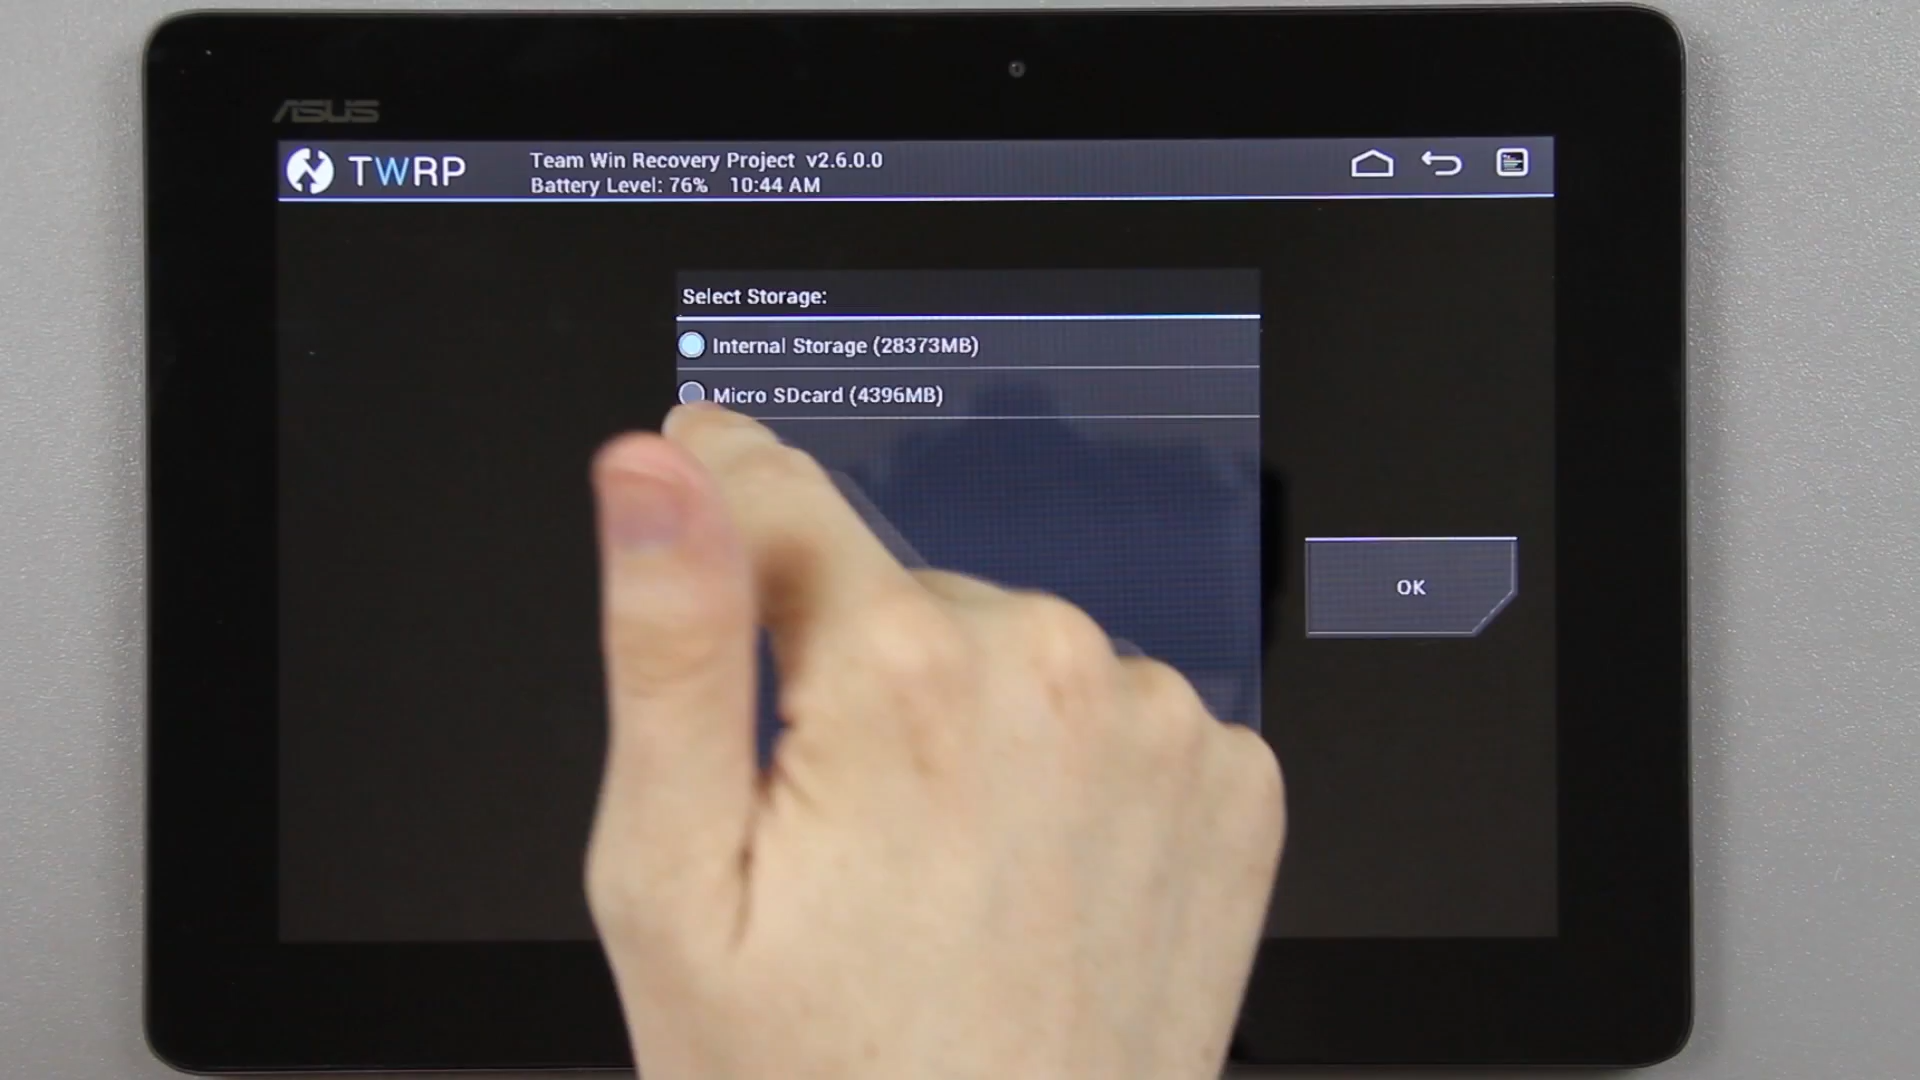 ASUS
TWRP
Team Win Recovery Project v2.6.0.0
Battery Level: 76% 10:44 AM
Select Storage:
Internal Storage (28373MB)
Micro SDcard (4396MB)
OK